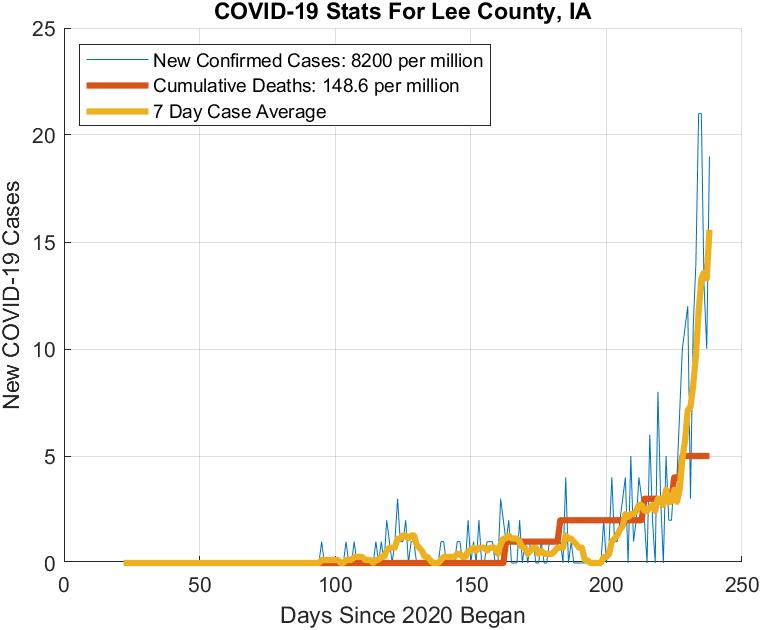 COVID-19 Stats For Lee County, IA
New Confirmed Cases: 8200 per million
Cumulative Deaths: 148.6 per million
7 Day Case Average
New COVID-19 Cases
25
20
15
10
5
0
0 50 100 150 200 250
Days Since 2020 Began